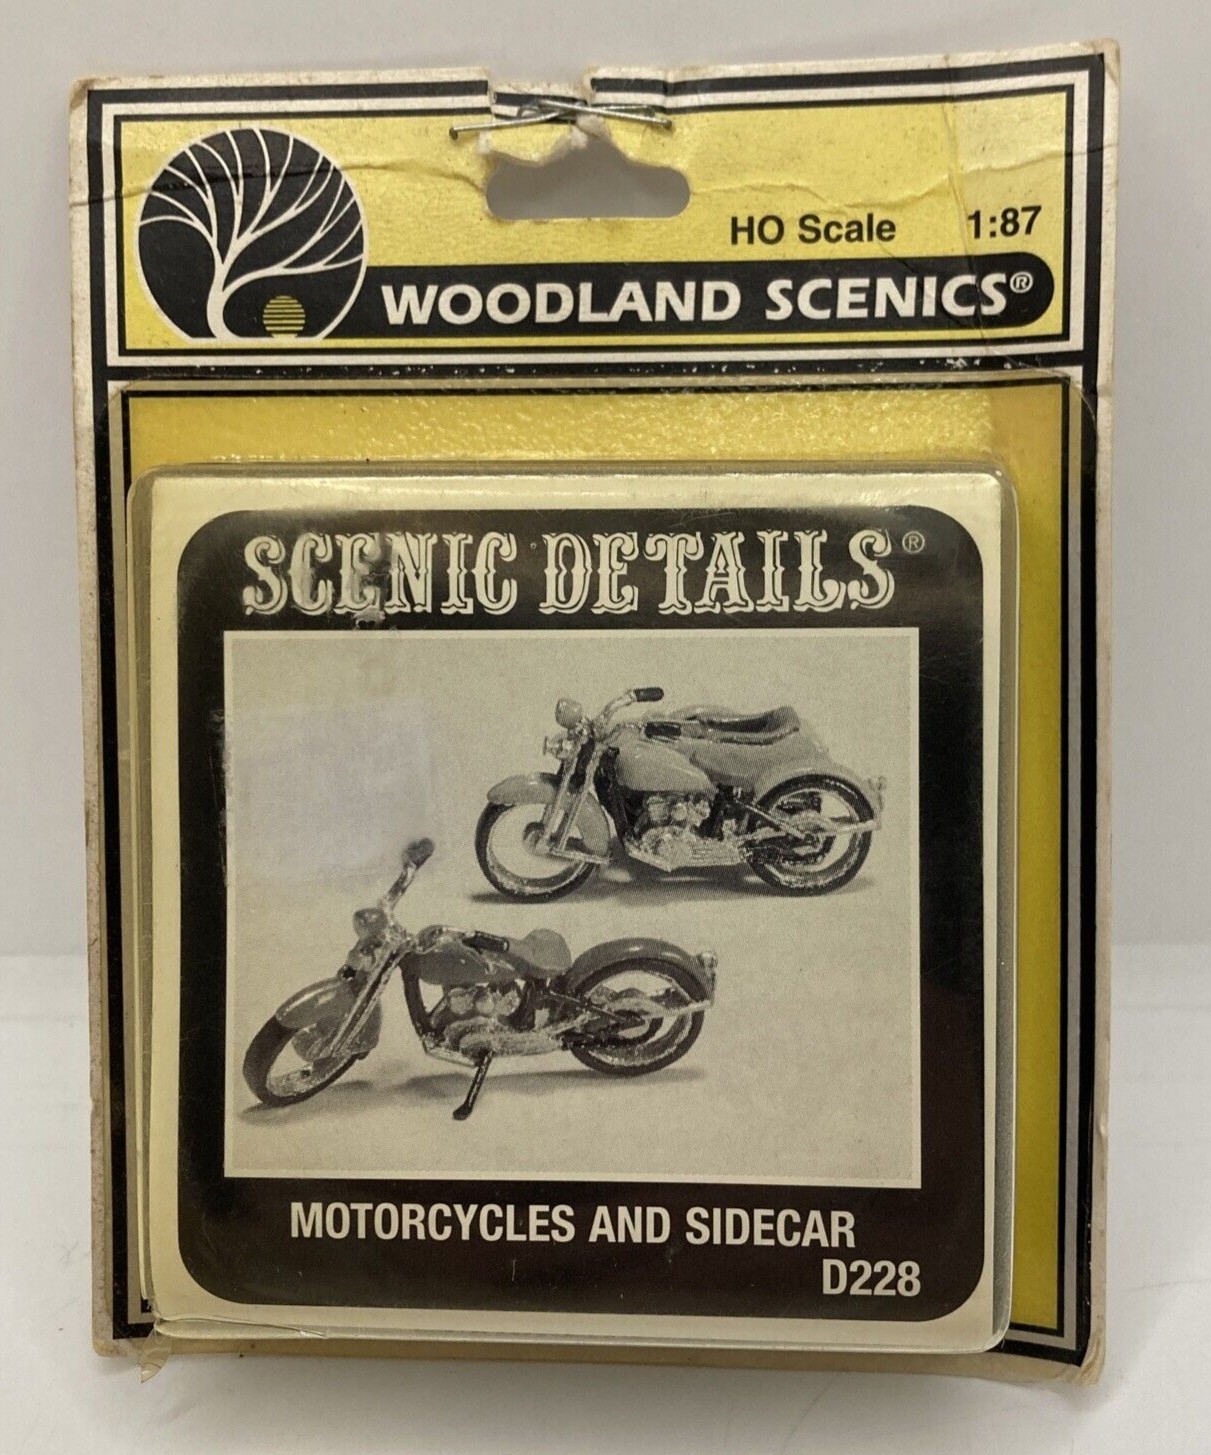 HO Scale 1:87
WOODLAND SCENICS®
SCENIC DETAILS®
MOTORCYCLES AND SIDECAR
D228